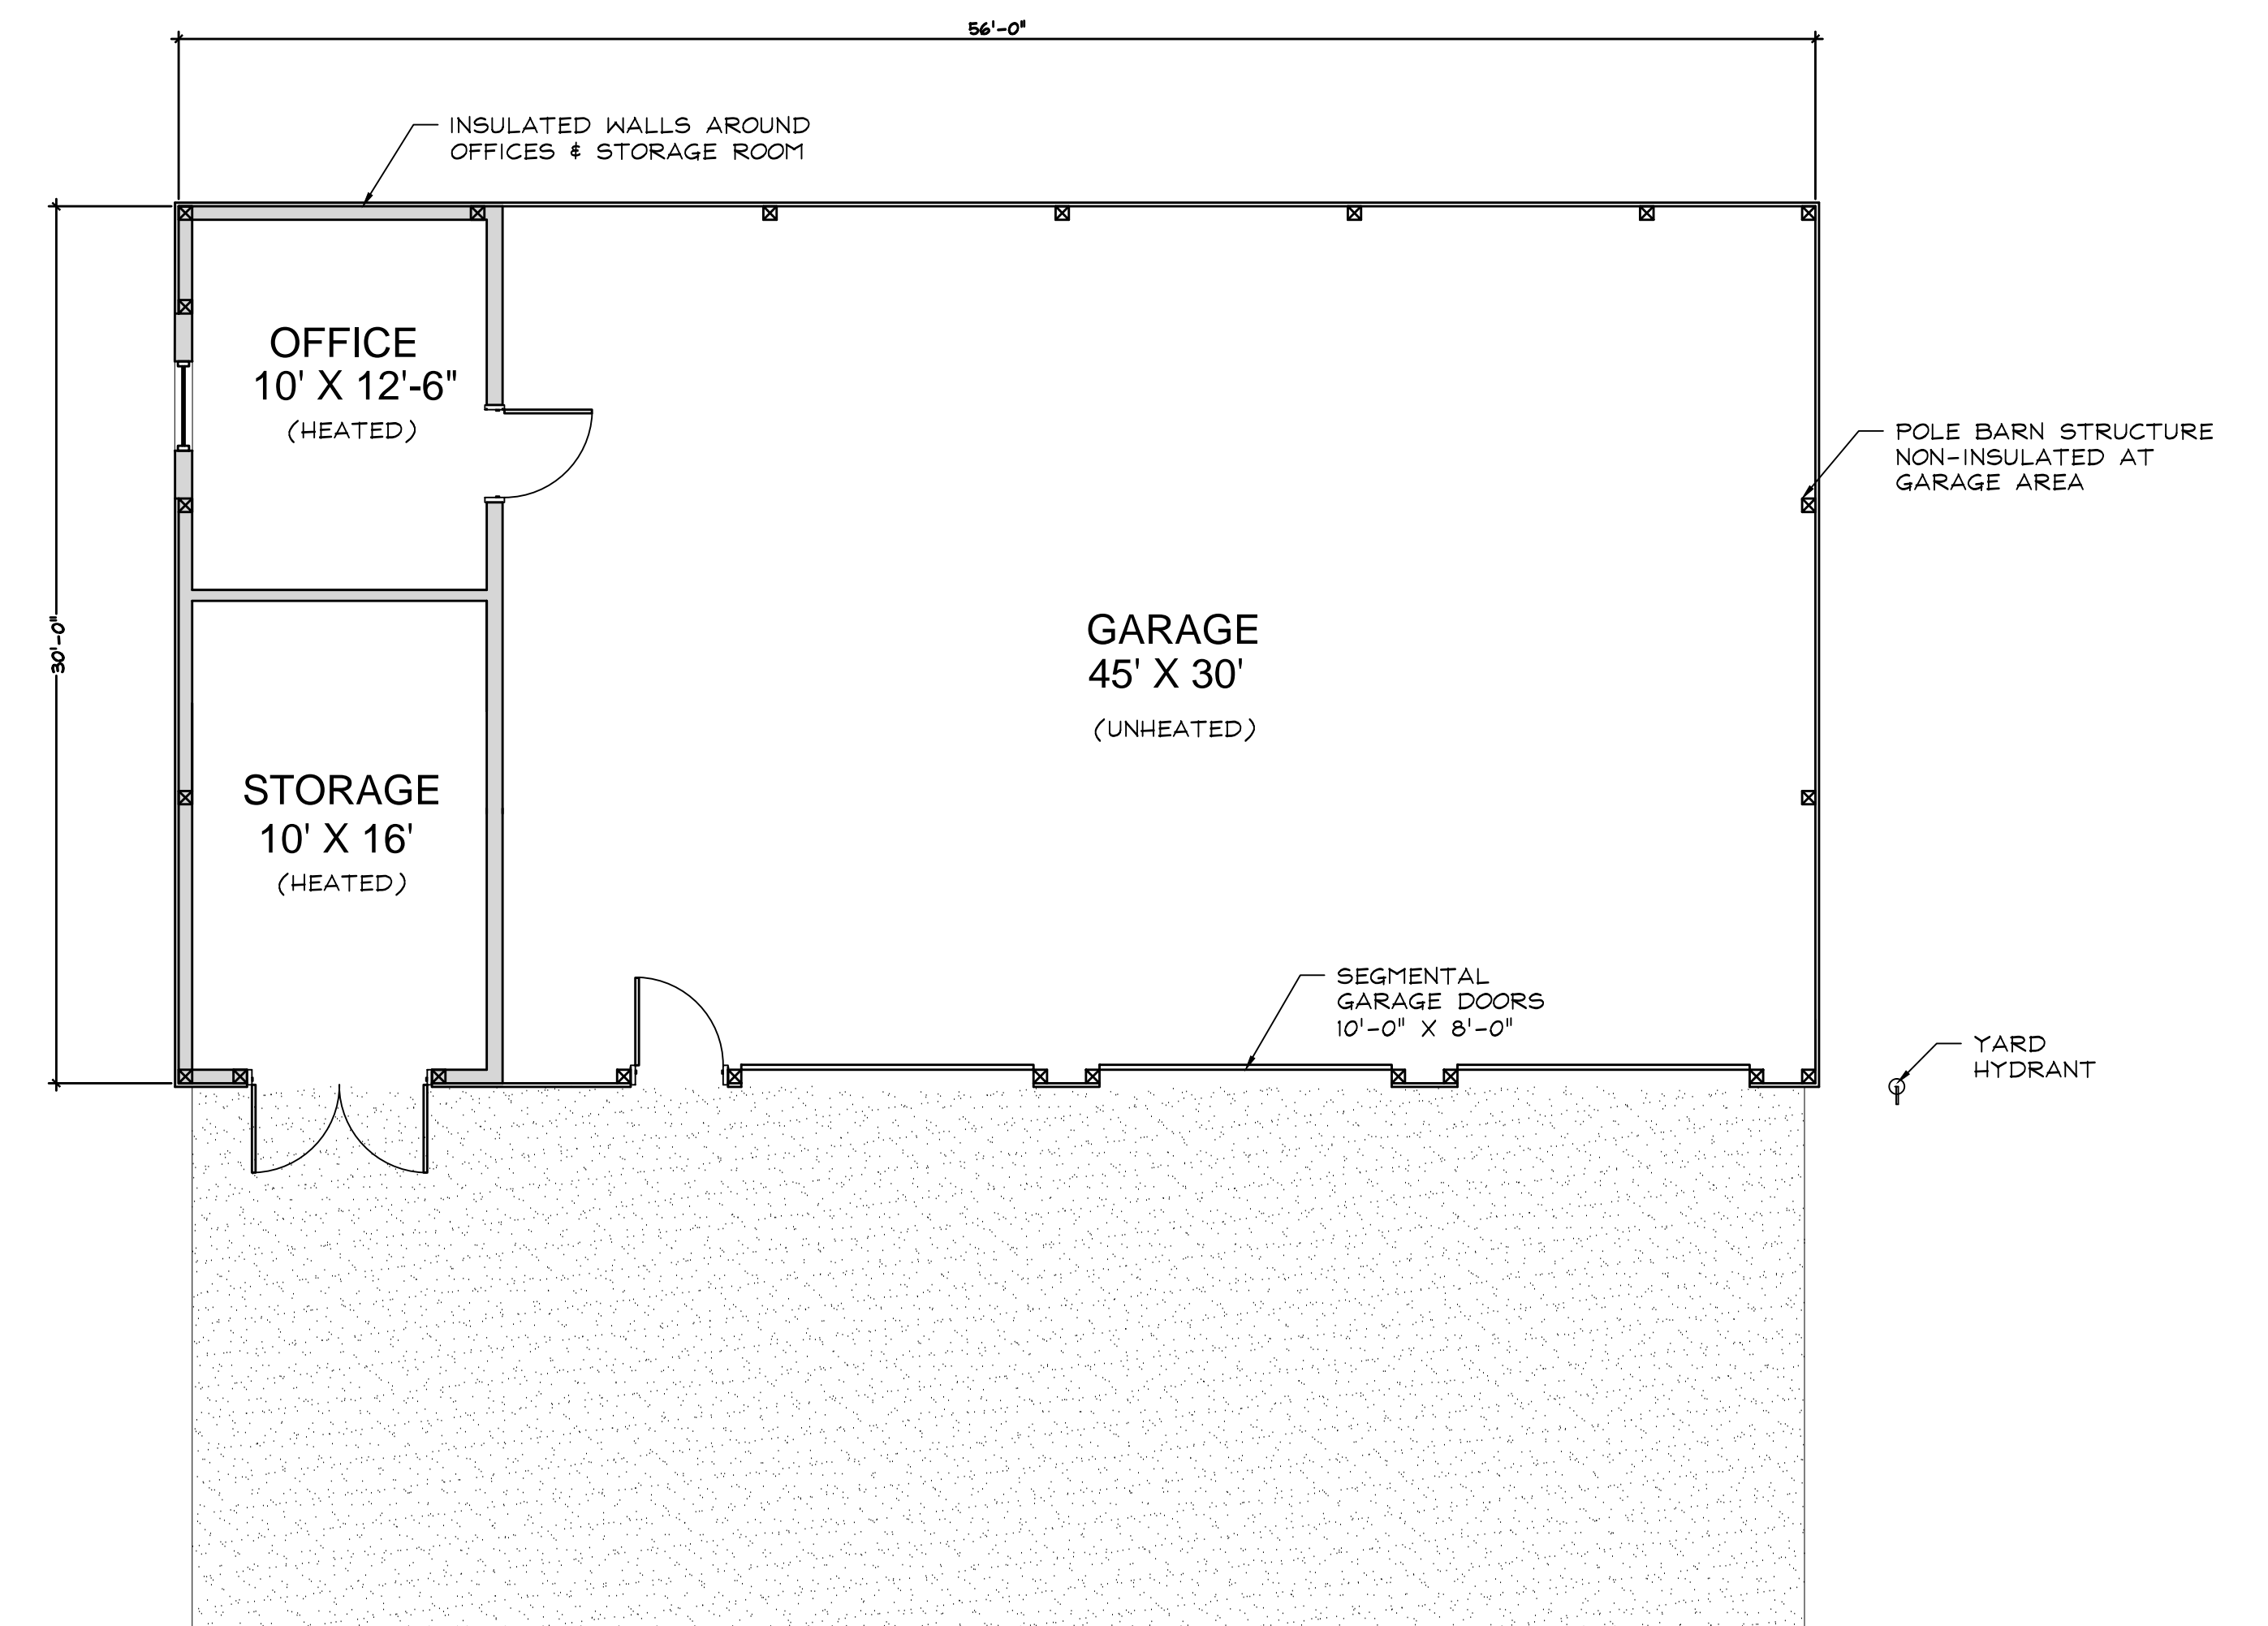 56'-0"
INSULATED WALLS AROUND
OFFICES & STORAGE ROOM
OFFICE
10' X 12'-6"
(HEATED)
POLE BARN STRUCTURE
NON-INSULATED AT
GARAGE AREA
30'-0"
GARAGE
45' X 30'
(UNHEATED)
STORAGE
10' X 16'
(HEATED)
SEGMENTAL
GARAGE DOORS
10'-0" X 8'-0"
YARD
HYDRANT